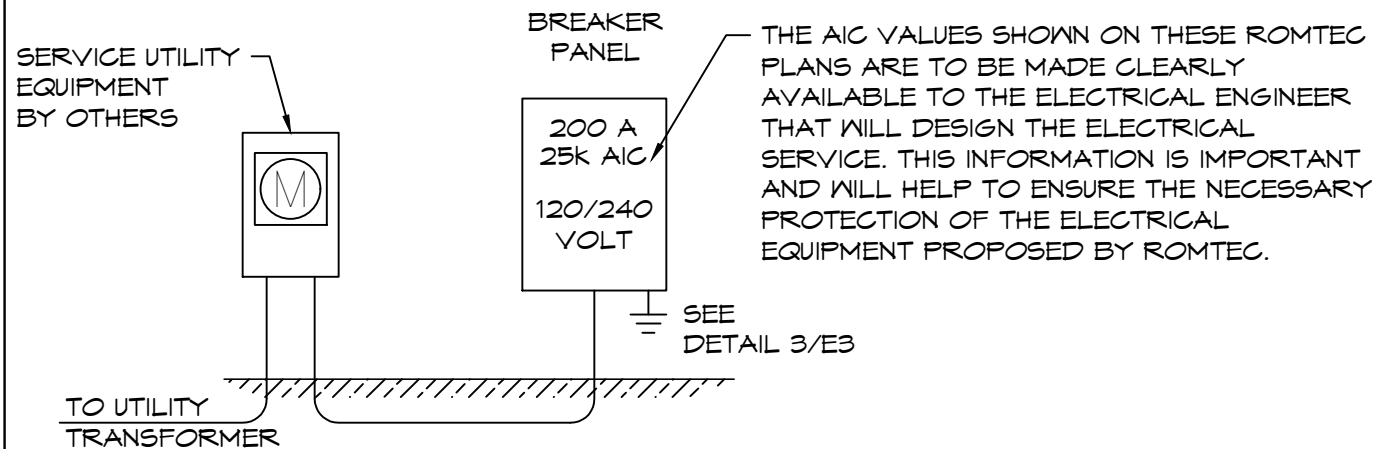 SERVICE UTILITY
EQUIPMENT
BY OTHERS
M
BREAKER
PANEL
200 A
25K AIC
120/240
VOLT
THE AIC VALUES SHOWN ON THESE ROMTEC
PLANS ARE TO BE MADE CLEARLY
AVAILABLE TO THE ELECTRICAL ENGINEER
THAT WILL DESIGN THE ELECTRICAL
SERVICE. THIS INFORMATION IS IMPORTANT
AND WILL HELP TO ENSURE THE NECESSARY
PROTECTION OF THE ELECTRICAL
EQUIPMENT PROPOSED BY ROMTEC.
SEE
DETAIL 3/E3
TO UTILITY
TRANSFORMER